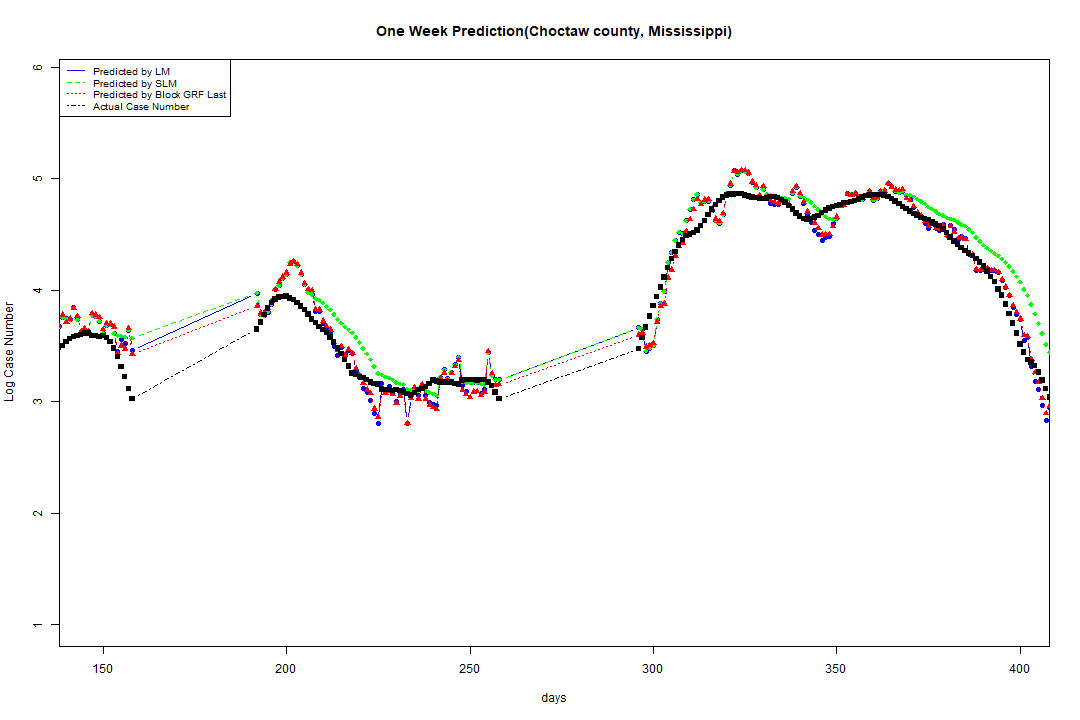 One Week Prediction(Choctaw county, Mississippi)
Predicted by LM
Predicted by SLM
Predicted by Block GRF Last
Actual Case Number
Log Case Number
6
5
4
3
2
1
150 200 250 300 350 400
days